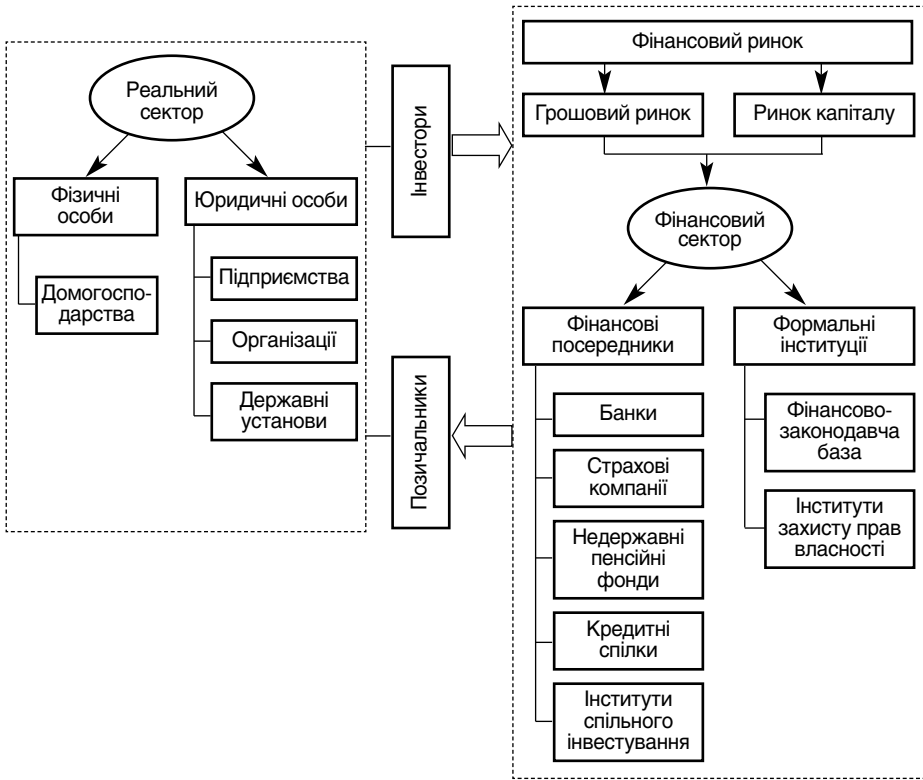 Реальний
сектор
Фізичні
особи
Домогоспо-
дарства
Юридичні особи
Підприємства
Організації
Державні
установи
Інвестори
Позичальники
Фінансовий ринок
Грошовий ринок
Ринок капіталу
Фінансовий
сектор
Фінансові
посередники
Банки
Страхові
компанії
Недержавні
пенсійні
фонди
Кредитні
спілки
Інститути
спільного
інвестування
Формальні
інституції
Фінансово-
законодавча
база
Інститути
захисту прав
власності